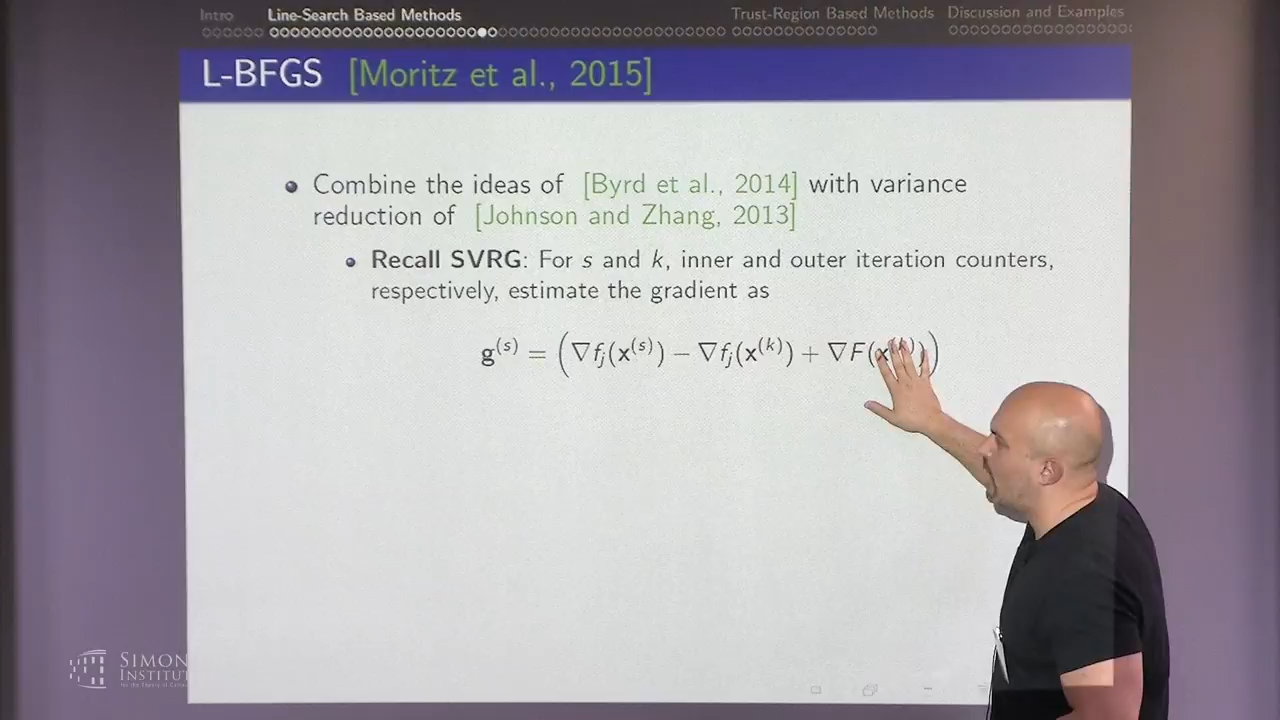 Intro Line-Search Based Methods Trust-Region Based Methods Discussion and Examples
L-BFGS [Moritz et al., 2015]
Combine the ideas of [Byrd et al., 2014] with variance
reduction of [Johnson and Zhang, 2013]
Recall SVRG: For s and k, inner and outer iteration counters,
respectively, estimate the gradient as
g^(s) = (∇f_j(x^(s)) − ∇f_j(x^(k)) + ∇F(x^(k)))
SIMON
INSTITUT